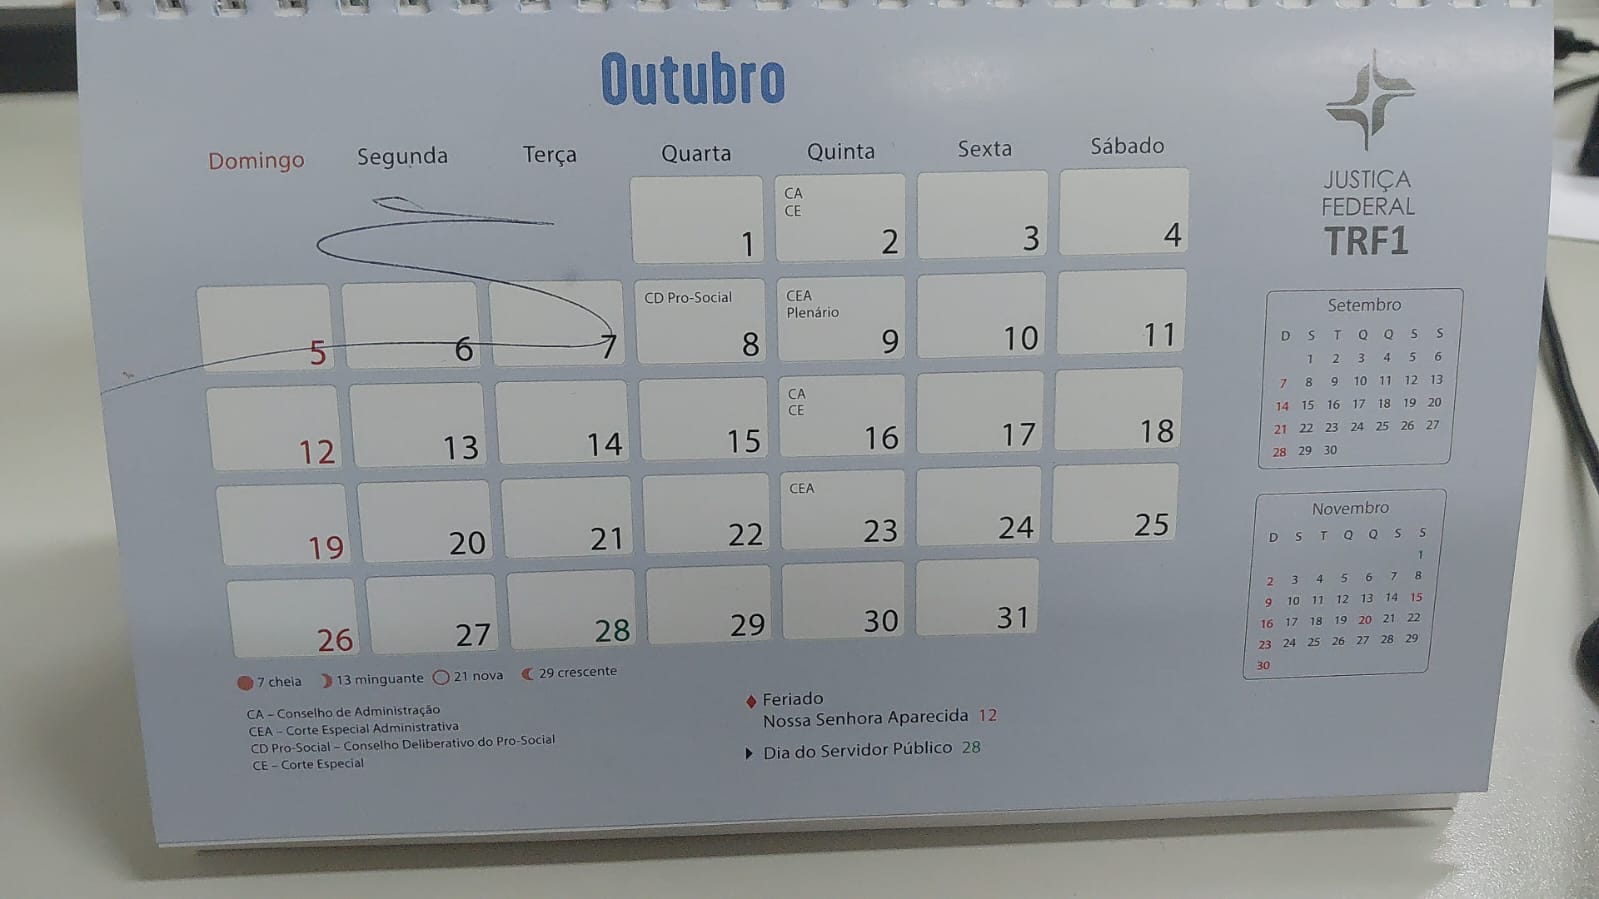 Outubro
Domingo Segunda Terça Quarta Quinta Sexta Sábado
1
CA
CE
2
3
4
5
6
7
CD Pro-Social
8
CEA
Plenário
9
10
11
12
13
14
15
CA
CE
16
17
18
19
20
21
22
CEA
23
24
25
26
27
28
29
30
31
7 cheia 13 minguante 21 nova 29 crescente
CA – Conselho de Administração
CEA – Corte Especial Administrativa
CD Pro-Social – Conselho Deliberativo do Pro-Social
CE – Corte Especial
Feriado
Nossa Senhora Aparecida 12
Dia do Servidor Público 28
JUSTIÇA
FEDERAL
TRF1
Setembro
D S T Q Q S S
1 2 3 4 5 6
7 8 9 10 11 12 13
14 15 16 17 18 19 20
21 22 23 24 25 26 27
28 29 30
Novembro
D S T Q Q S S
1
2 3 4 5 6 7 8
9 10 11 12 13 14 15
16 17 18 19 20 21 22
23 24 25 26 27 28 29
30